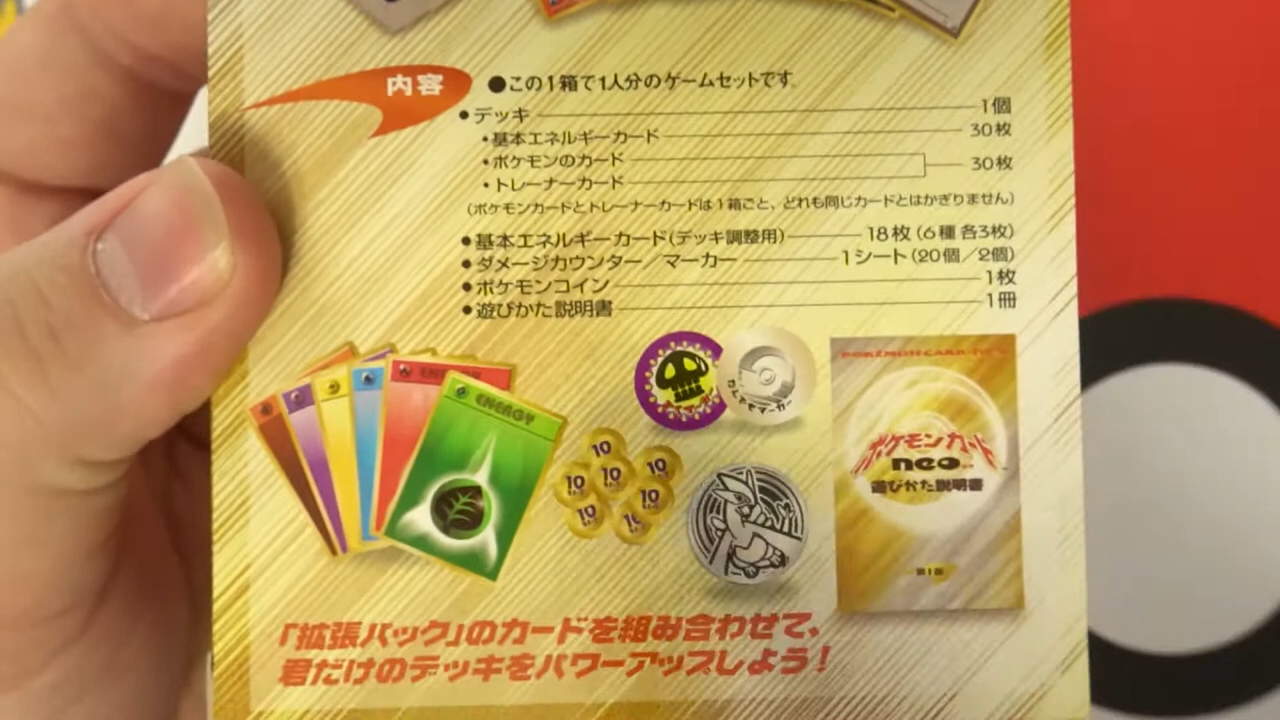 内容
●この1箱で1人分のゲームセットです。
●デッキ 1個
・基本エネルギーカード 30枚
・ポケモンのカード
・トレーナーカード 30枚
(ポケモンカードとトレーナーカードは1箱ごと、どれも同じカードとはかぎりません)
●基本エネルギーカード(デッキ調整用) 18枚(6種 各3枚)
●ダメージカウンター/マーカー 1シート(20個/2個)
●ポケモンコイン 1枚
●遊びかた説明書 1冊
ENERGY
ENERGY
10
10
10
10
10
10
POKÉMON CARD
ポケモンカード
neo
遊びかた説明書
「拡張パック」のカードを組み合わせて、
君だけのデッキをパワーアップしよう!